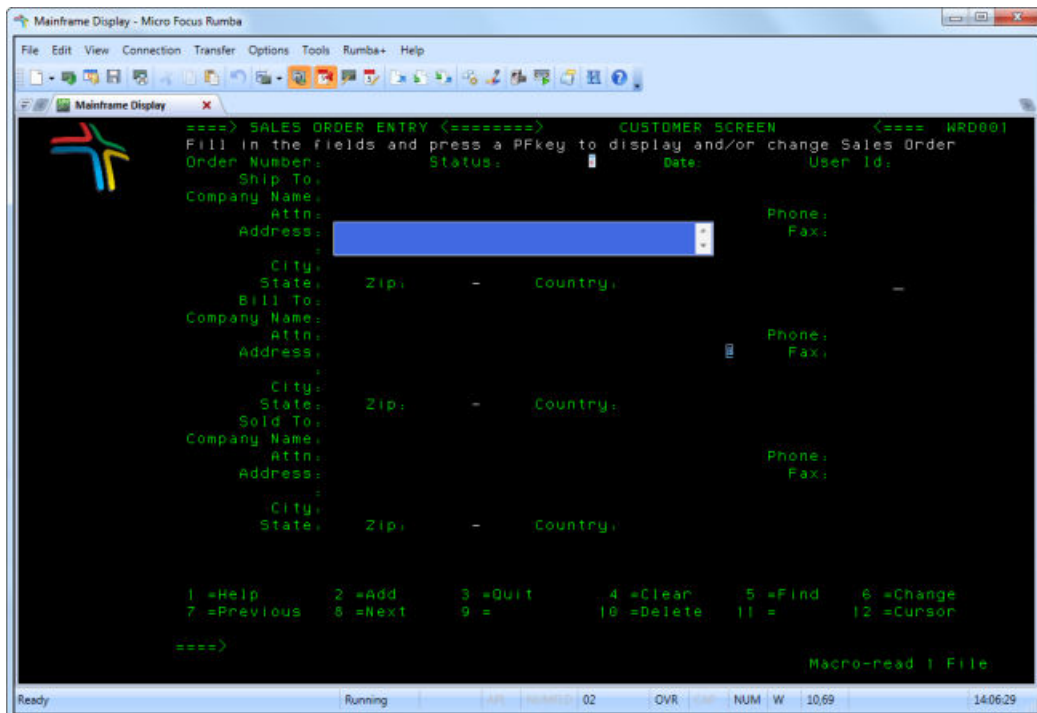 Mainframe Display - Micro Focus Rumba
File Edit View Connection Transfer Options Tools Rumba+ Help
Mainframe Display
====> SALES ORDER ENTRY <========> CUSTOMER SCREEN <==== WRD001
Fill in the fields and press a PFkey to display and/or change Sales Order
Order Number: Status: Date: User Id:
Ship To:
Company Name:
Attn: Phone:
Address: Fax:
:
City:
State: Zip: - Country: _
Bill To:
Company Name:
Attn: Phone:
Address: Fax:
:
City:
State: Zip: - Country:
Sold To:
Company Name:
Attn: Phone:
Address: Fax:
:
City:
State: Zip: - Country:
1 =Help 2 =Add 3 =Quit 4 =Clear 5 =Find 6 =Change
7 =Previous 8 =Next 9 = 10 =Delete 11 = 12 =Cursor
====>
Macro-read 1 File
Ready Running APL NUMFLD 02 OVR CAP NUM W 10,69 14:06:29